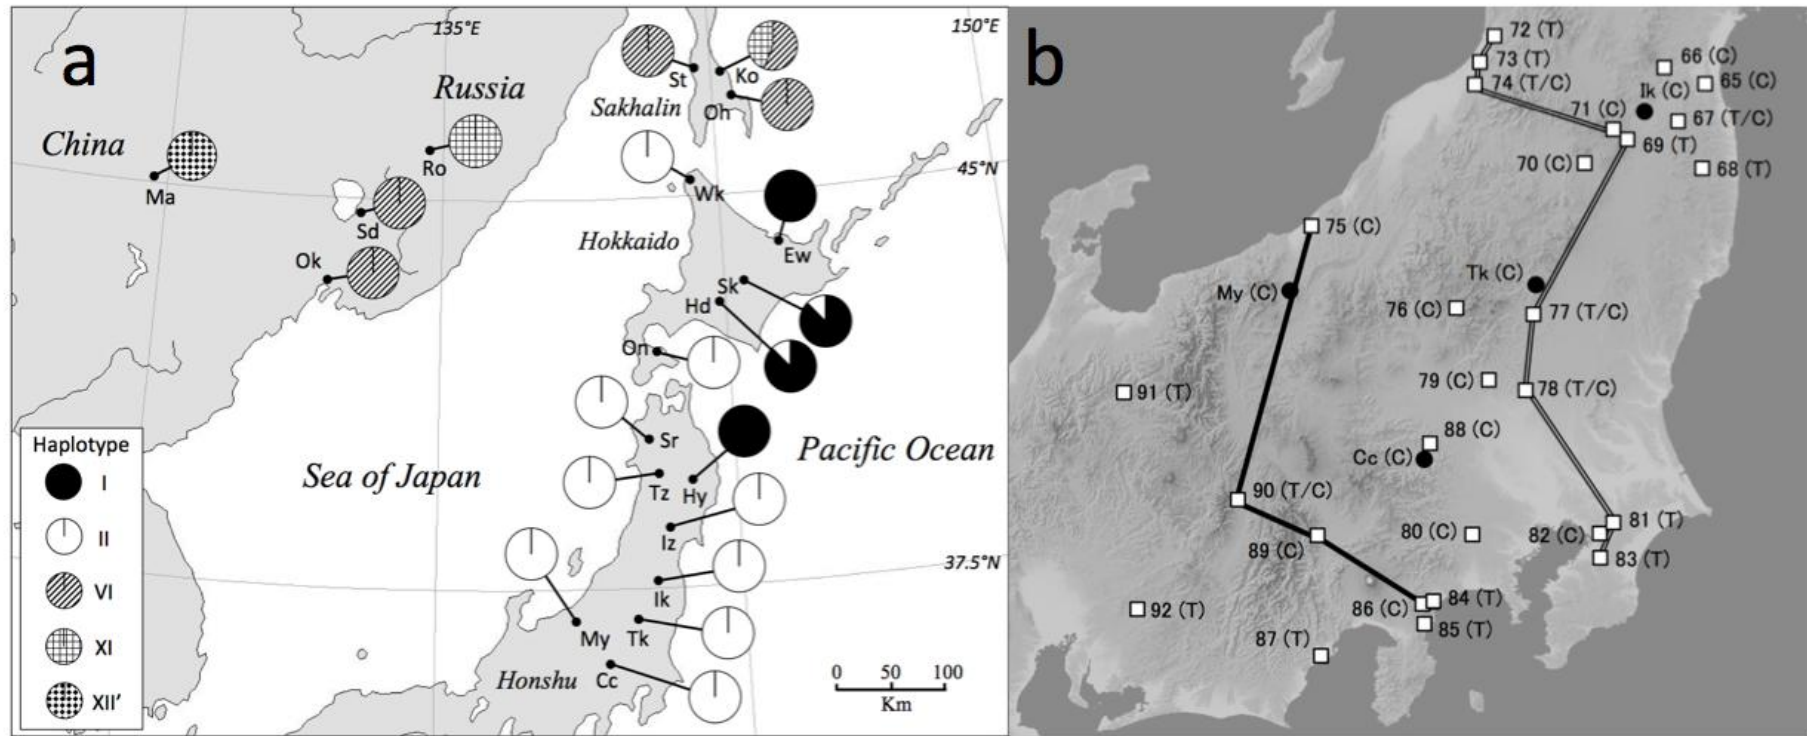 a
135°E
150°E
St
Ko
Russia
Sakhalin
Oh
China
Ro
45°N
Ma
Wk
Sd
Hokkaido
Ew
Ok
Sk
Hd
On
Haplotype
Sr
Pacific Ocean
I
Sea of Japan
Tz
Hy
II
Iz
37.5°N
VI
Ik
XI
My
Tk
0 50 100
Km
XII’
Honshu
Cc
b
72 (T)
73 (T)
66 (C)
74 (T/C)
65 (C)
Ik (C)
71 (C)
67 (T/C)
69 (T)
70 (C)
68 (T)
75 (C)
Tk (C)
My (C)
76 (C)
77 (T/C)
79 (C)
78 (T/C)
91 (T)
88 (C)
Cc (C)
90 (T/C)
81 (T)
80 (C)
82 (C)
89 (C)
83 (T)
84 (T)
86 (C)
92 (T)
85 (T)
87 (T)